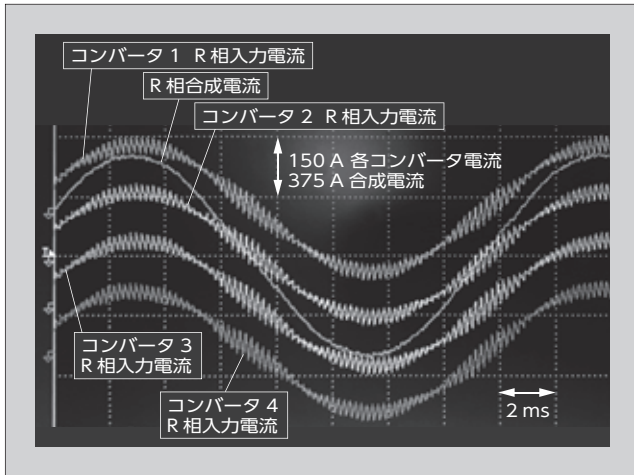 コンバータ 1 R 相入力電流
R 相合成電流
コンバータ 2 R 相入力電流
150 A 各コンバータ電流
375 A 合成電流
コンバータ 3
R 相入力電流
コンバータ 4
R 相入力電流
2 ms